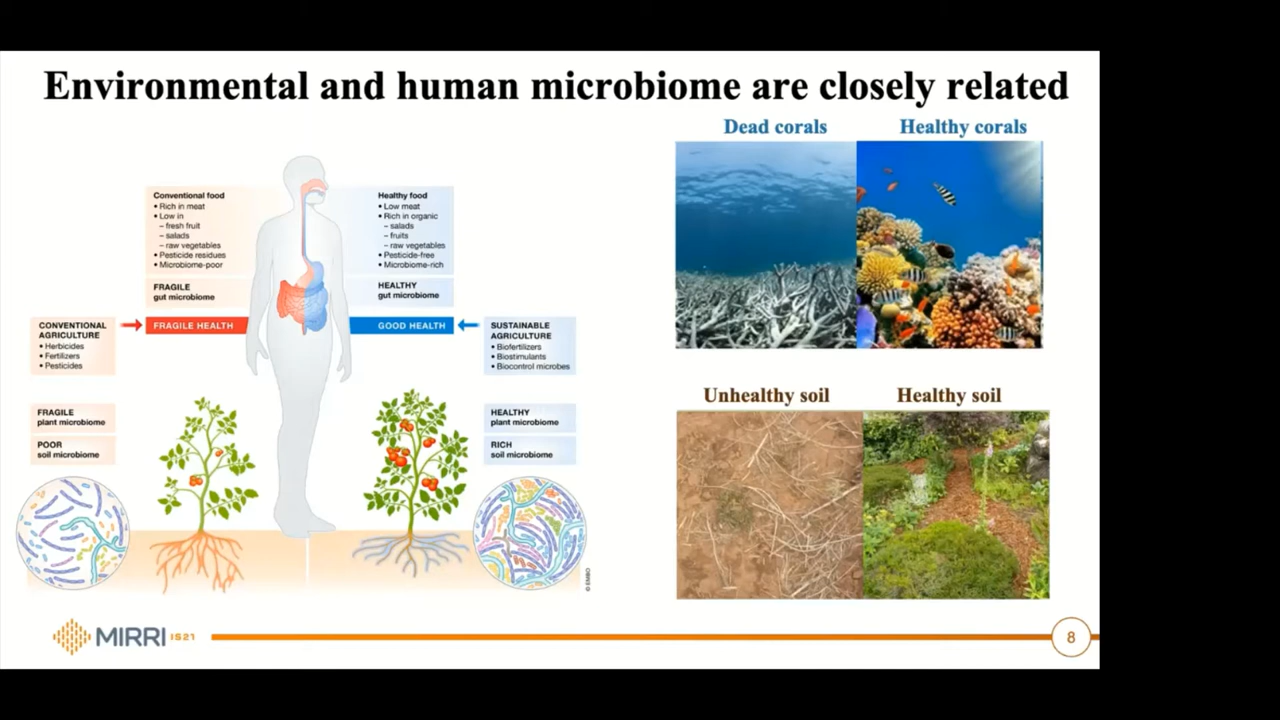 Environmental and human microbiome are closely related
Conventional food
• Rich in meat
• Low in
– fresh fruit
– salads
– raw vegetables
• Pesticide residues
• Microbiome-poor
FRAGILE
gut microbiome
FRAGILE HEALTH
Healthy food
• Low meat
• Rich in organic
– salads
– fruits
– raw vegetables
• Pesticide-free
• Microbiome-rich
HEALTHY
gut microbiome
GOOD HEALTH
CONVENTIONAL
AGRICULTURE
• Herbicides
• Fertilizers
• Pesticides
FRAGILE
plant microbiome
POOR
soil microbiome
SUSTAINABLE
AGRICULTURE
• Biofertilizers
• Biostimulants
• Biocontrol microbes
HEALTHY
plant microbiome
RICH
soil microbiome
© EMBO
Dead corals
Healthy corals
Unhealthy soil
Healthy soil
MIRRI IS21
8